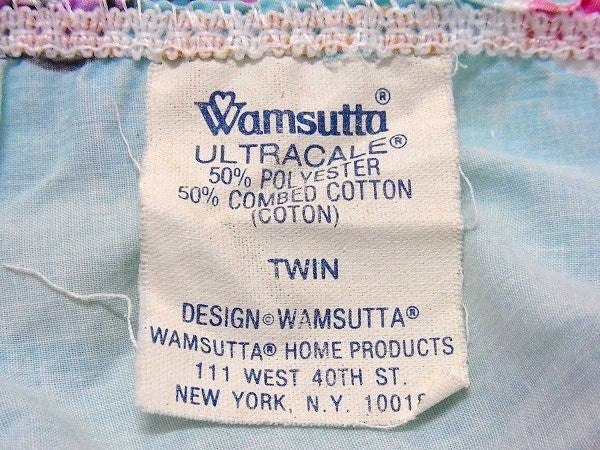 Wamsutta®
ULTRACALE®
50% POLYESTER
50% COMBED COTTON
(COTON)
TWIN
DESIGN © WAMSUTTA®
WAMSUTTA® HOME PRODUCTS
111 WEST 40TH ST.
NEW YORK, N.Y. 10018